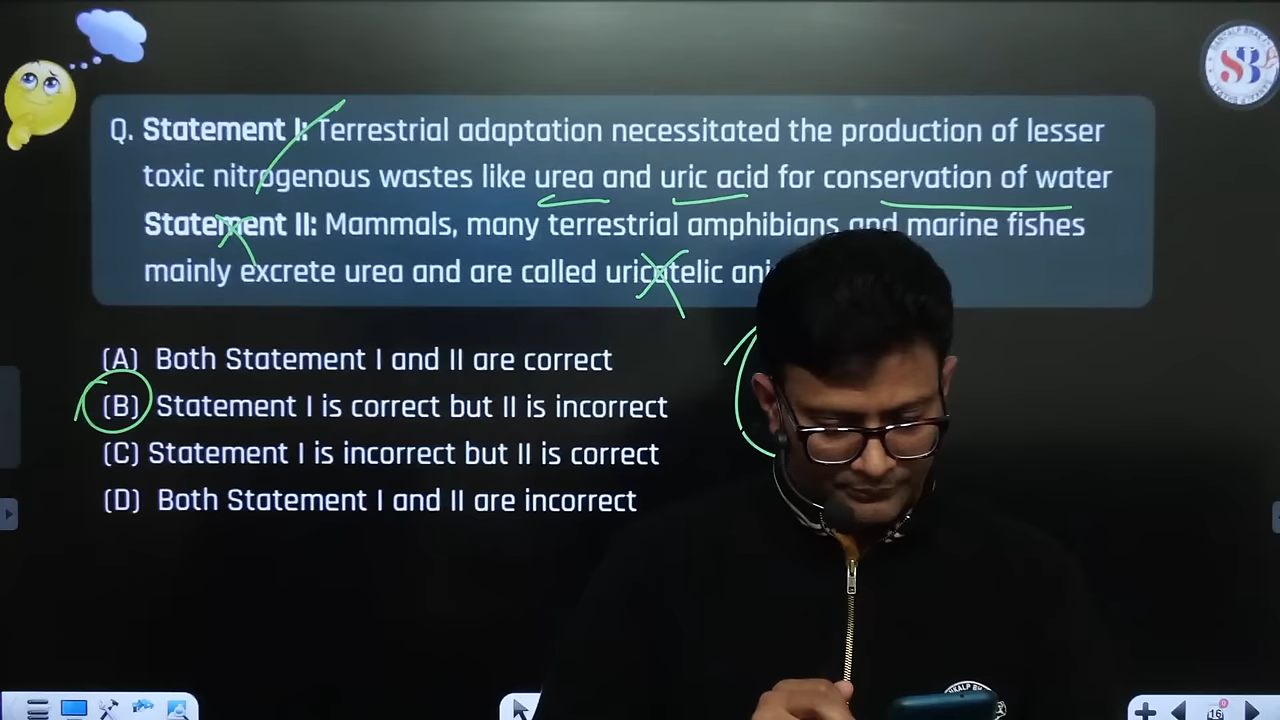 Q. Statement I: Terrestrial adaptation necessitated the production of lesser
toxic nitrogenous wastes like urea and uric acid for conservation of water
Statement II: Mammals, many terrestrial amphibians and marine fishes
mainly excrete urea and are called uricotelic ani
(A) Both Statement I and II are correct
(B) Statement I is correct but II is incorrect
(C) Statement I is incorrect but II is correct
(D) Both Statement I and II are incorrect
SB
16